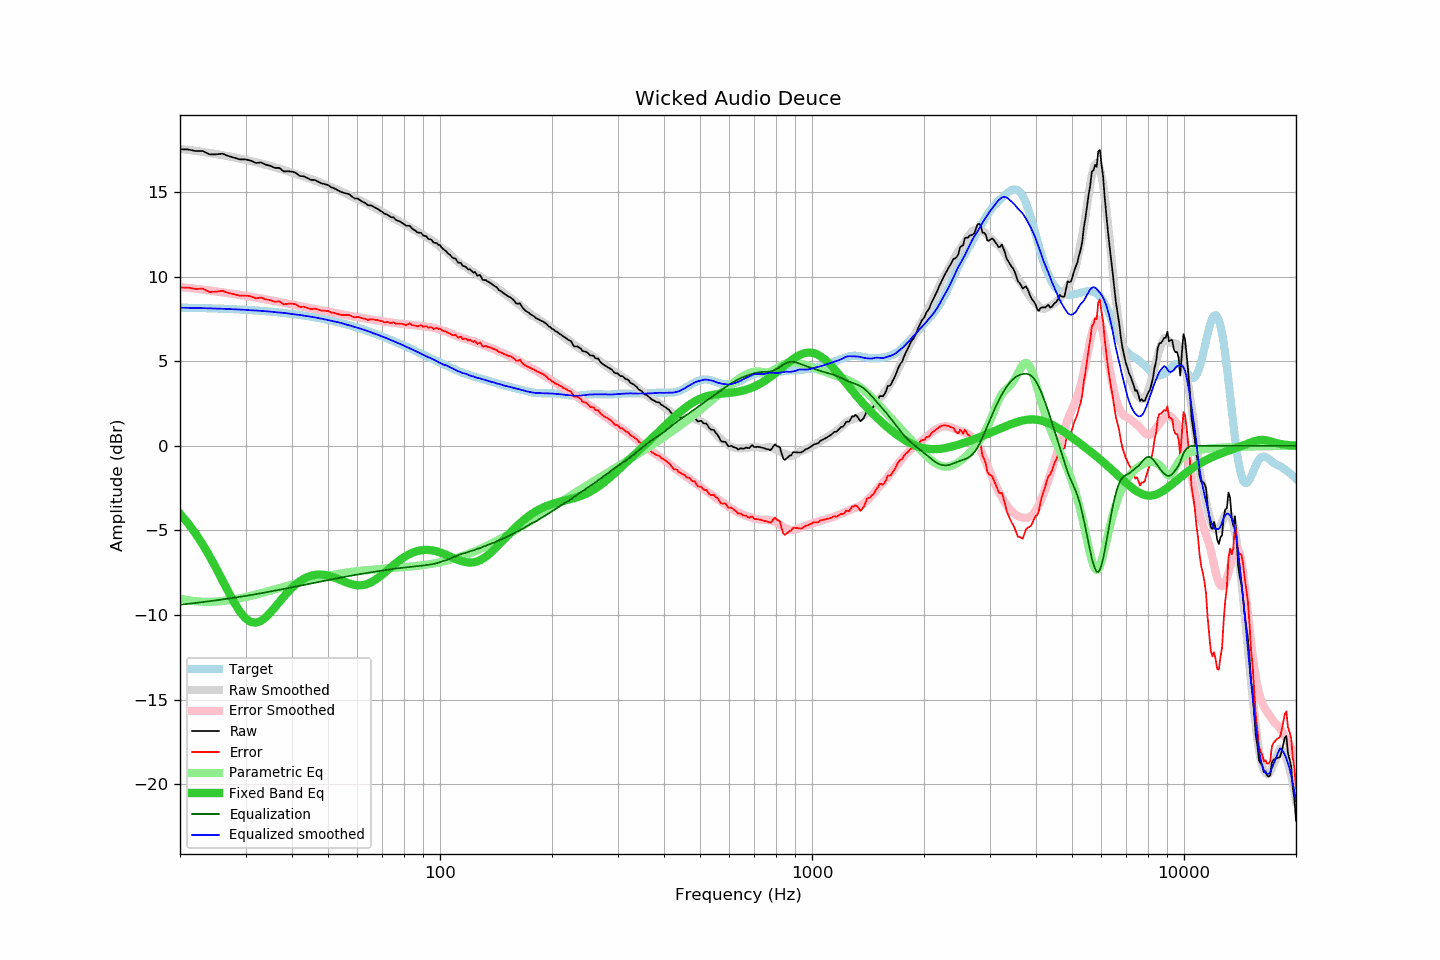 Wicked Audio Deuce
Amplitude (dBr)
15
10
5
0
−5
−10
−15
−20
Target
Raw Smoothed
Error Smoothed
Raw
Error
Parametric Eq
Fixed Band Eq
Equalization
Equalized smoothed
100
1000
10000
Frequency (Hz)